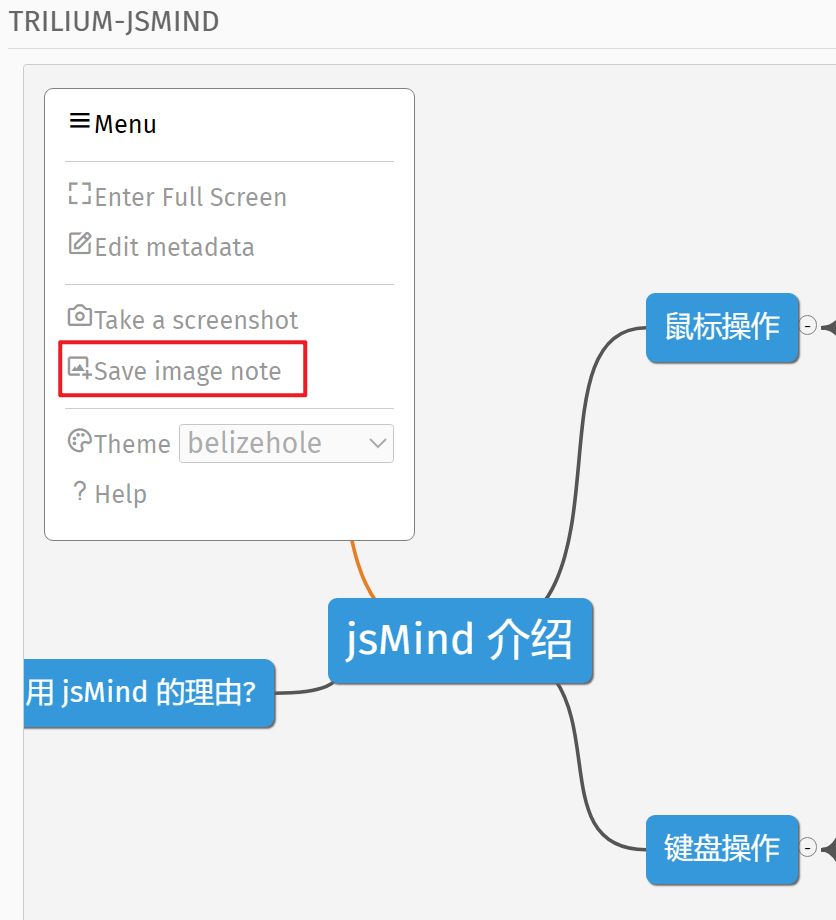 TRILIUM-JSMIND
Menu
Enter Full Screen
Edit metadata
Take a screenshot
Save image note
Theme belizehole
? Help
鼠标操作
jsMind 介绍
用 jsMind 的理由?
键盘操作